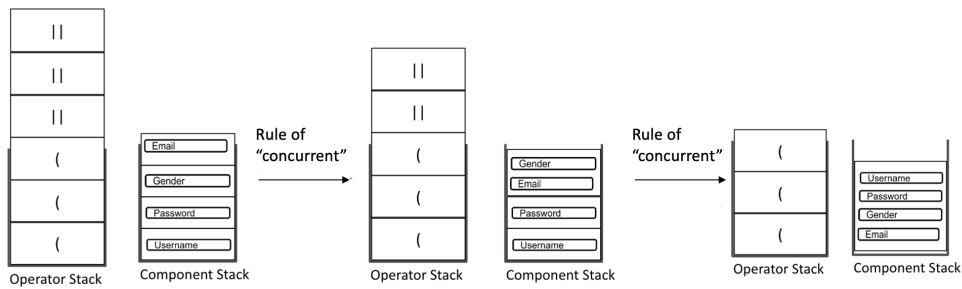 ||
||
||
(
(
(
Operator Stack
Email
Gender
Password
Username
Component Stack
Rule of
“concurrent”
||
||
(
(
(
Operator Stack
Gender
Email
Password
Username
Component Stack
Rule of
“concurrent”
(
(
(
Operator Stack
Username
Password
Gender
Email
Component Stack